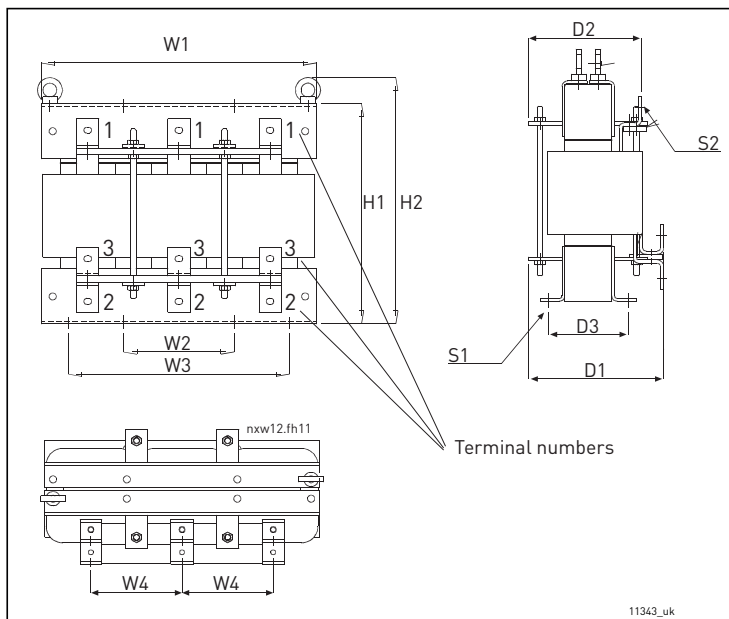 W1
1 1 1
3 3 3
2 2 2
H1
H2
W2
W3
D2
S2
S1
D3
D1
nxw12.fh11
Terminal numbers
W4 W4
11343_uk